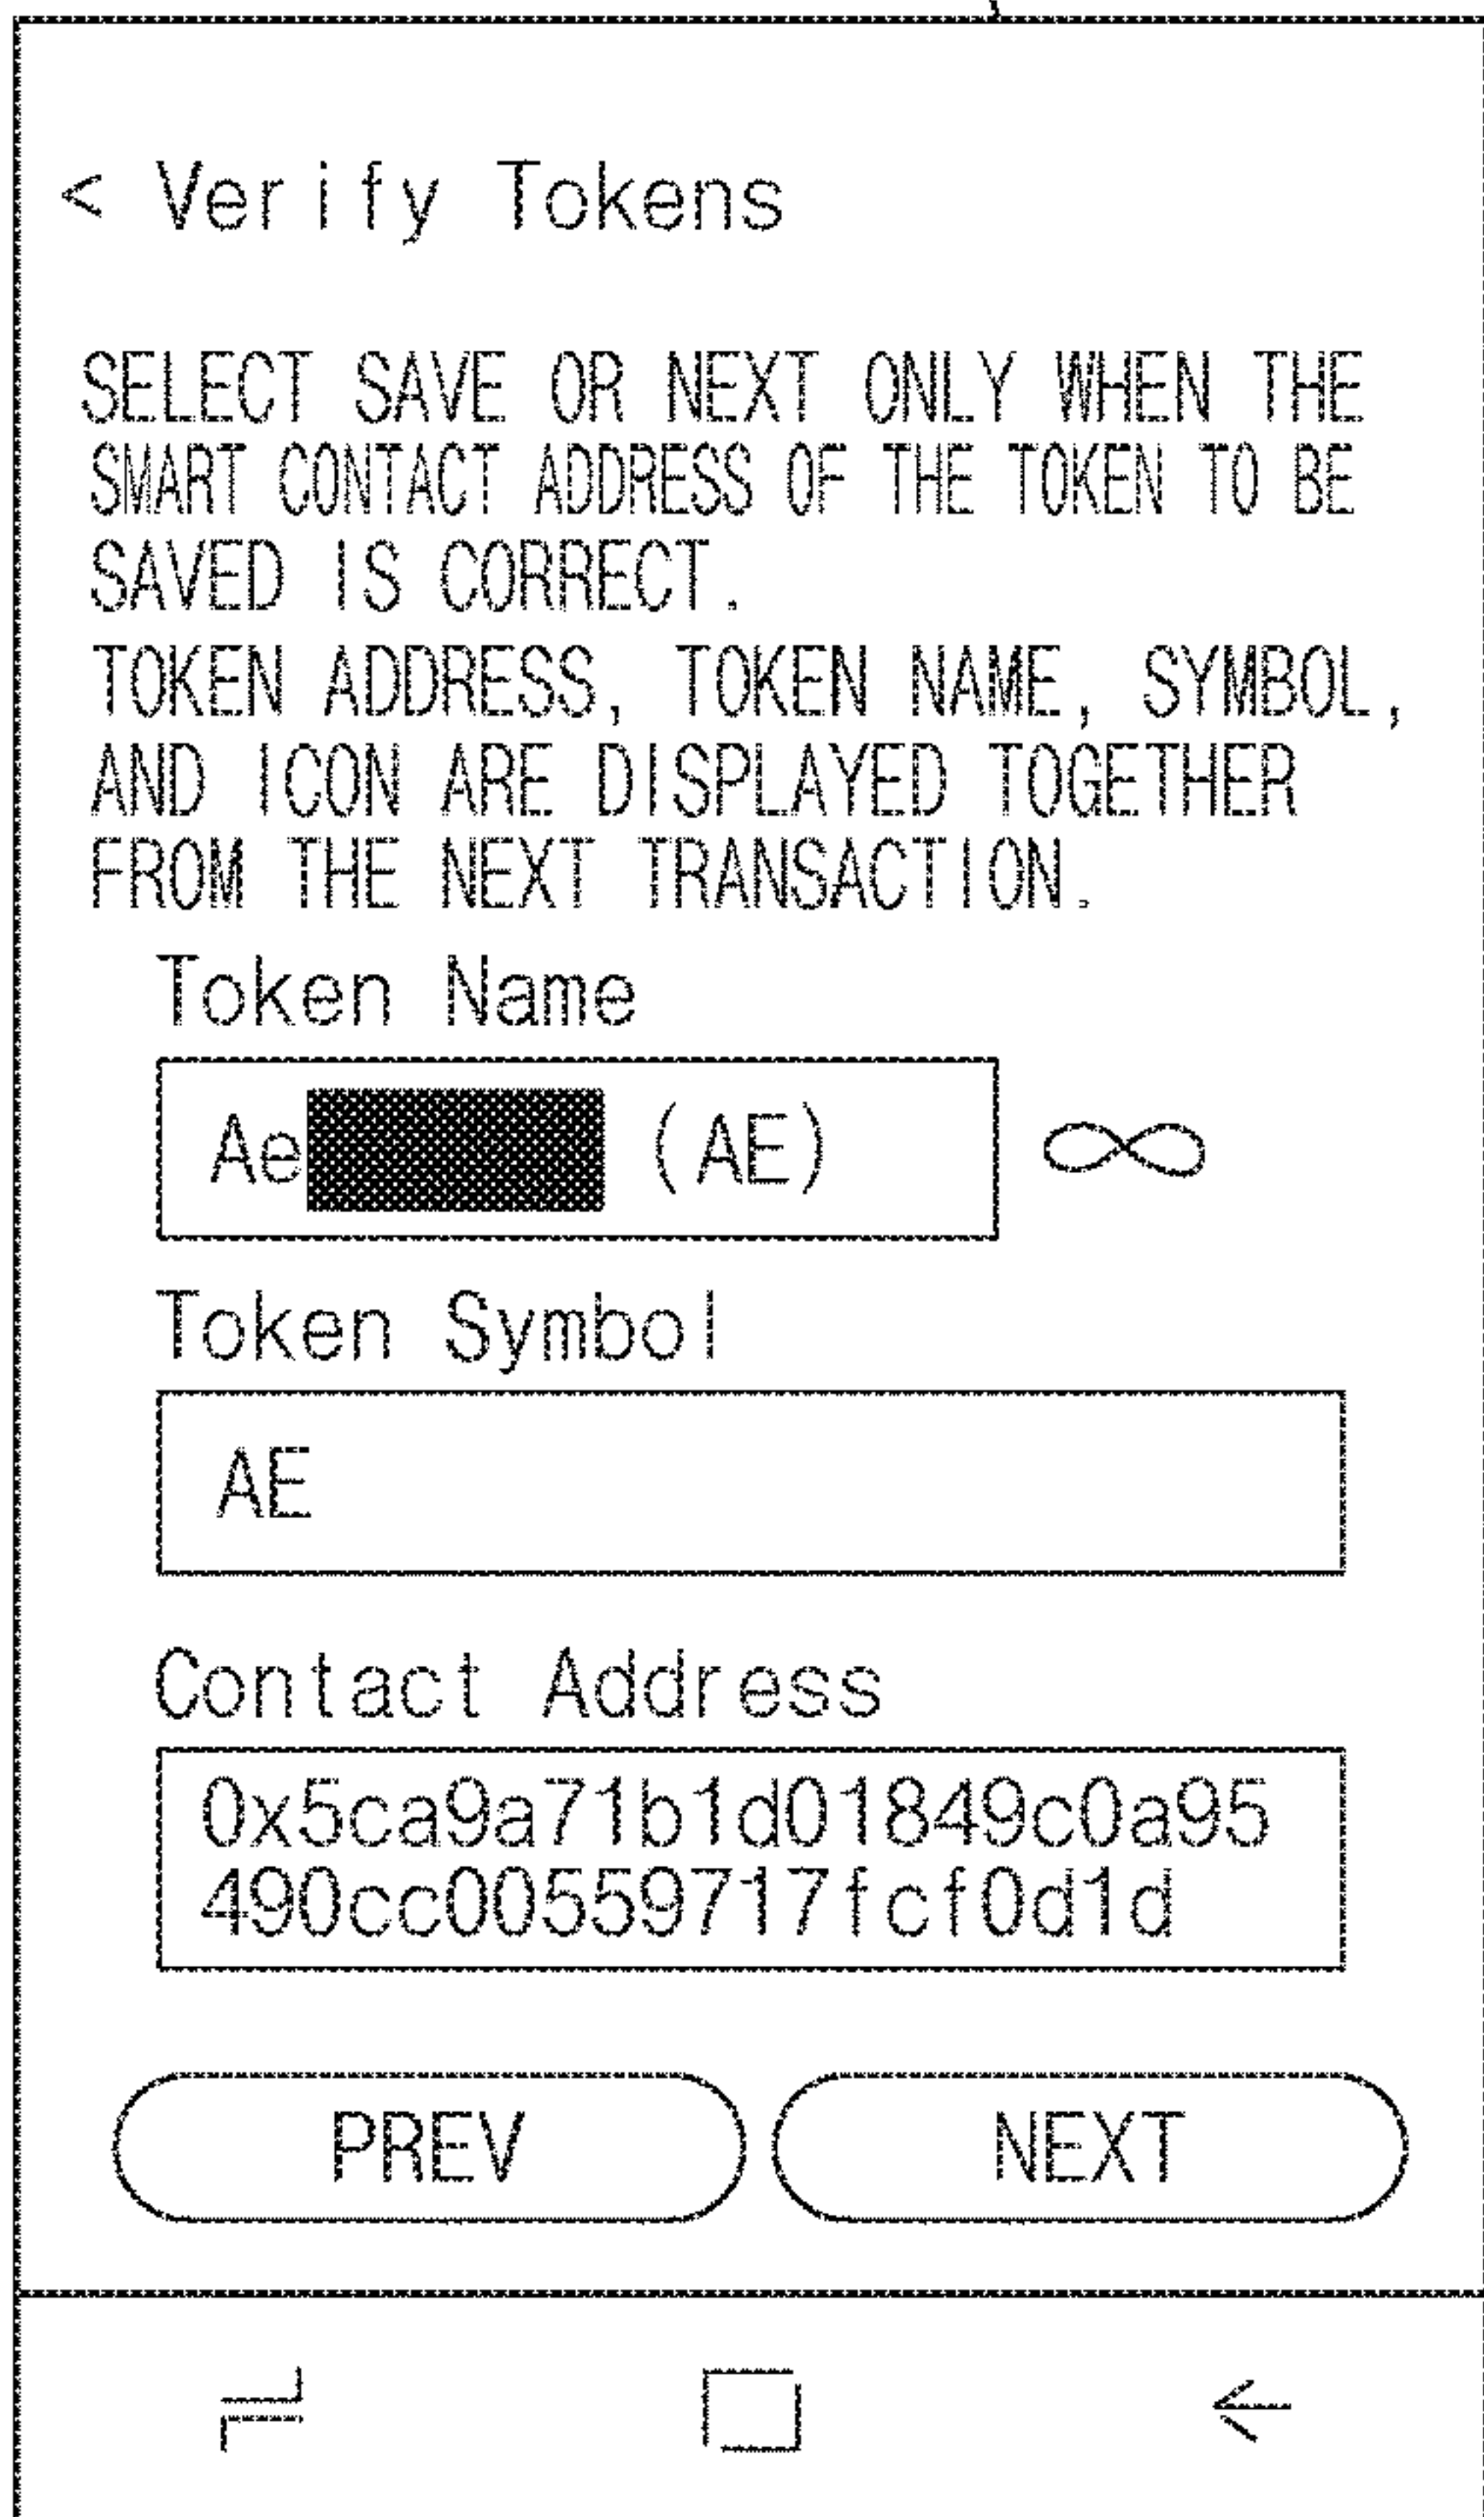 < Verify Tokens
SELECT SAVE OR NEXT ONLY WHEN THE
SMART CONTACT ADDRESS OF THE TOKEN TO BE
SAVED IS CORRECT.
TOKEN ADDRESS, TOKEN NAME, SYMBOL,
AND ICON ARE DISPLAYED TOGETHER
FROM THE NEXT TRANSACTION.
Token Name
Ae (AE)
Token Symbol
AE
Contact Address
0x5ca9a71b1d01849c0a95
490cc00559717fcf0d1d
PREV NEXT